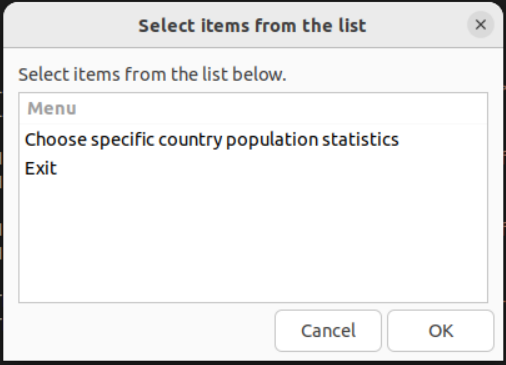 Select items from the list
Select items from the list below.
Menu
Choose specific country population statistics
Exit
Cancel
OK